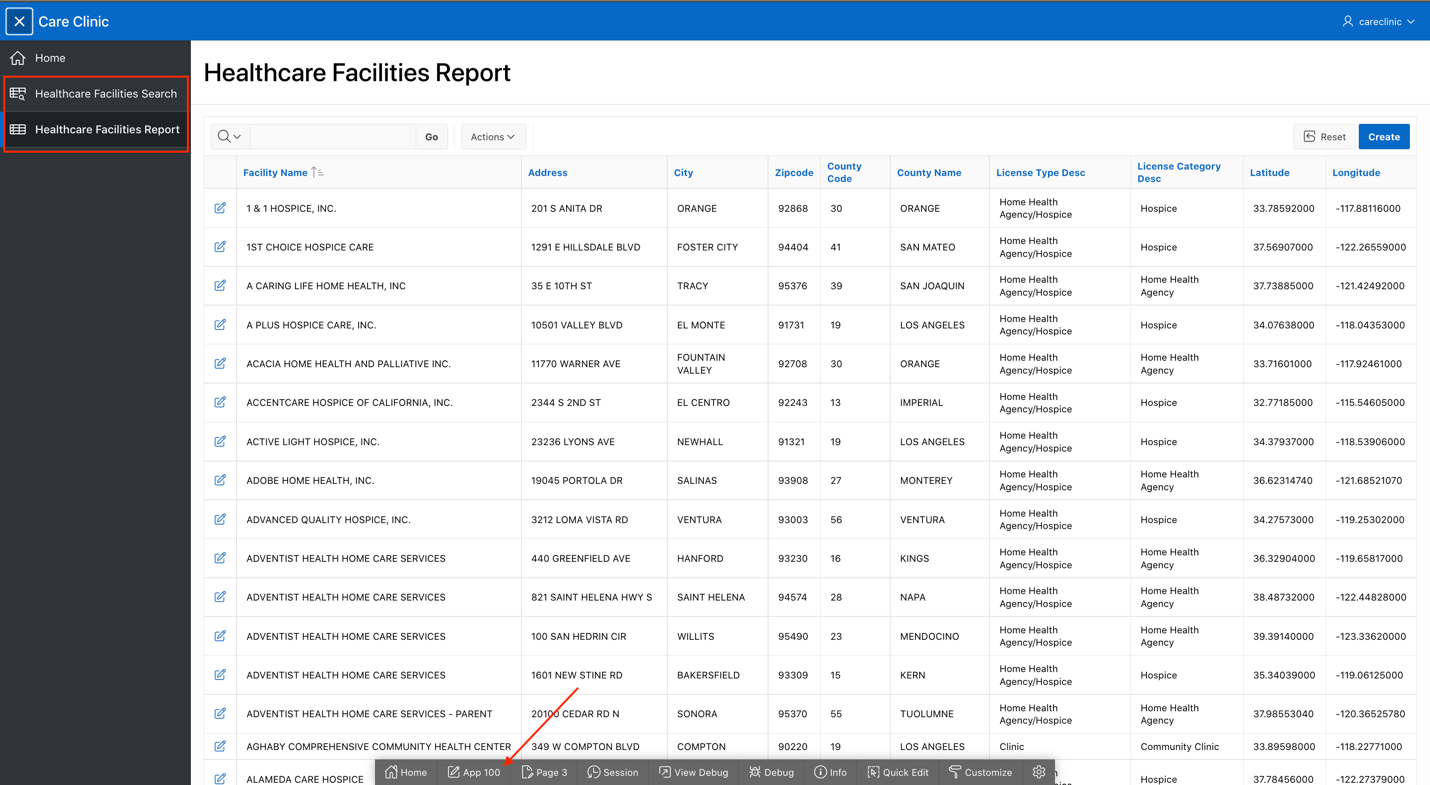 Care Clinic
careclinic
Home
Healthcare Facilities Search
Healthcare Facilities Report
Healthcare Facilities Report
Go
Actions
Reset
Create
Facility Name Address City Zipcode County Code County Name License Type Desc License Category Desc Latitude Longitude
1 & 1 HOSPICE, INC. 201 S ANITA DR ORANGE 92868 30 ORANGE Home Health Agency/Hospice Hospice 33.78592000 -117.88116000
1ST CHOICE HOSPICE CARE 1291 E HILLSDALE BLVD FOSTER CITY 94404 41 SAN MATEO Home Health Agency/Hospice Hospice 37.56907000 -122.26559000
A CARING LIFE HOME HEALTH, INC 35 E 10TH ST TRACY 95376 39 SAN JOAQUIN Home Health Agency/Hospice Home Health Agency 37.73885000 -121.42492000
A PLUS HOSPICE CARE, INC. 10501 VALLEY BLVD EL MONTE 91731 19 LOS ANGELES Home Health Agency/Hospice Hospice 34.07638000 -118.04353000
ACACIA HOME HEALTH AND PALLIATIVE INC. 11770 WARNER AVE FOUNTAIN VALLEY 92708 30 ORANGE Home Health Agency/Hospice Home Health Agency 33.71601000 -117.92461000
ACCENTCARE HOSPICE OF CALIFORNIA, INC. 2344 S 2ND ST EL CENTRO 92243 13 IMPERIAL Home Health Agency/Hospice Hospice 32.77185000 -115.54605000
ACTIVE LIGHT HOSPICE, INC. 23236 LYONS AVE NEWHALL 91321 19 LOS ANGELES Home Health Agency/Hospice Hospice 34.37937000 -118.53906000
ADOBE HOME HEALTH, INC. 19045 PORTOLA DR SALINAS 93908 27 MONTEREY Home Health Agency/Hospice Home Health Agency 36.62314740 -121.68521070
ADVANCED QUALITY HOSPICE, INC. 3212 LOMA VISTA RD VENTURA 93003 56 VENTURA Home Health Agency/Hospice Hospice 34.27573000 -119.25302000
ADVENTIST HEALTH HOME CARE SERVICES 440 GREENFIELD AVE HANFORD 93230 16 KINGS Home Health Agency/Hospice Home Health Agency 36.32904000 -119.65817000
ADVENTIST HEALTH HOME CARE SERVICES 821 SAINT HELENA HWY S SAINT HELENA 94574 28 NAPA Home Health Agency/Hospice Home Health Agency 38.48732000 -122.44828000
ADVENTIST HEALTH HOME CARE SERVICES 100 SAN HEDRIN CIR WILLITS 95490 23 MENDOCINO Home Health Agency/Hospice Home Health Agency 39.39140000 -123.33620000
ADVENTIST HEALTH HOME CARE SERVICES 1601 NEW STINE RD BAKERSFIELD 93309 15 KERN Home Health Agency/Hospice Hospice 35.34039000 -119.06125000
ADVENTIST HEALTH HOME CARE SERVICES - PARENT 20100 CEDAR RD N SONORA 95370 55 TUOLUMNE Home Health Agency/Hospice Home Health Agency 37.98553040 -120.36525780
AGHABY COMPREHENSIVE COMMUNITY HEALTH CENTER 349 W COMPTON BLVD COMPTON 90220 19 LOS ANGELES Clinic Community Clinic 33.89598000 -118.22771000
ALAMEDA CARE HOSPICE 37.78456000 -122.27379000
Home App 100 Page 3 Session View Debug Debug Info Quick Edit Customize